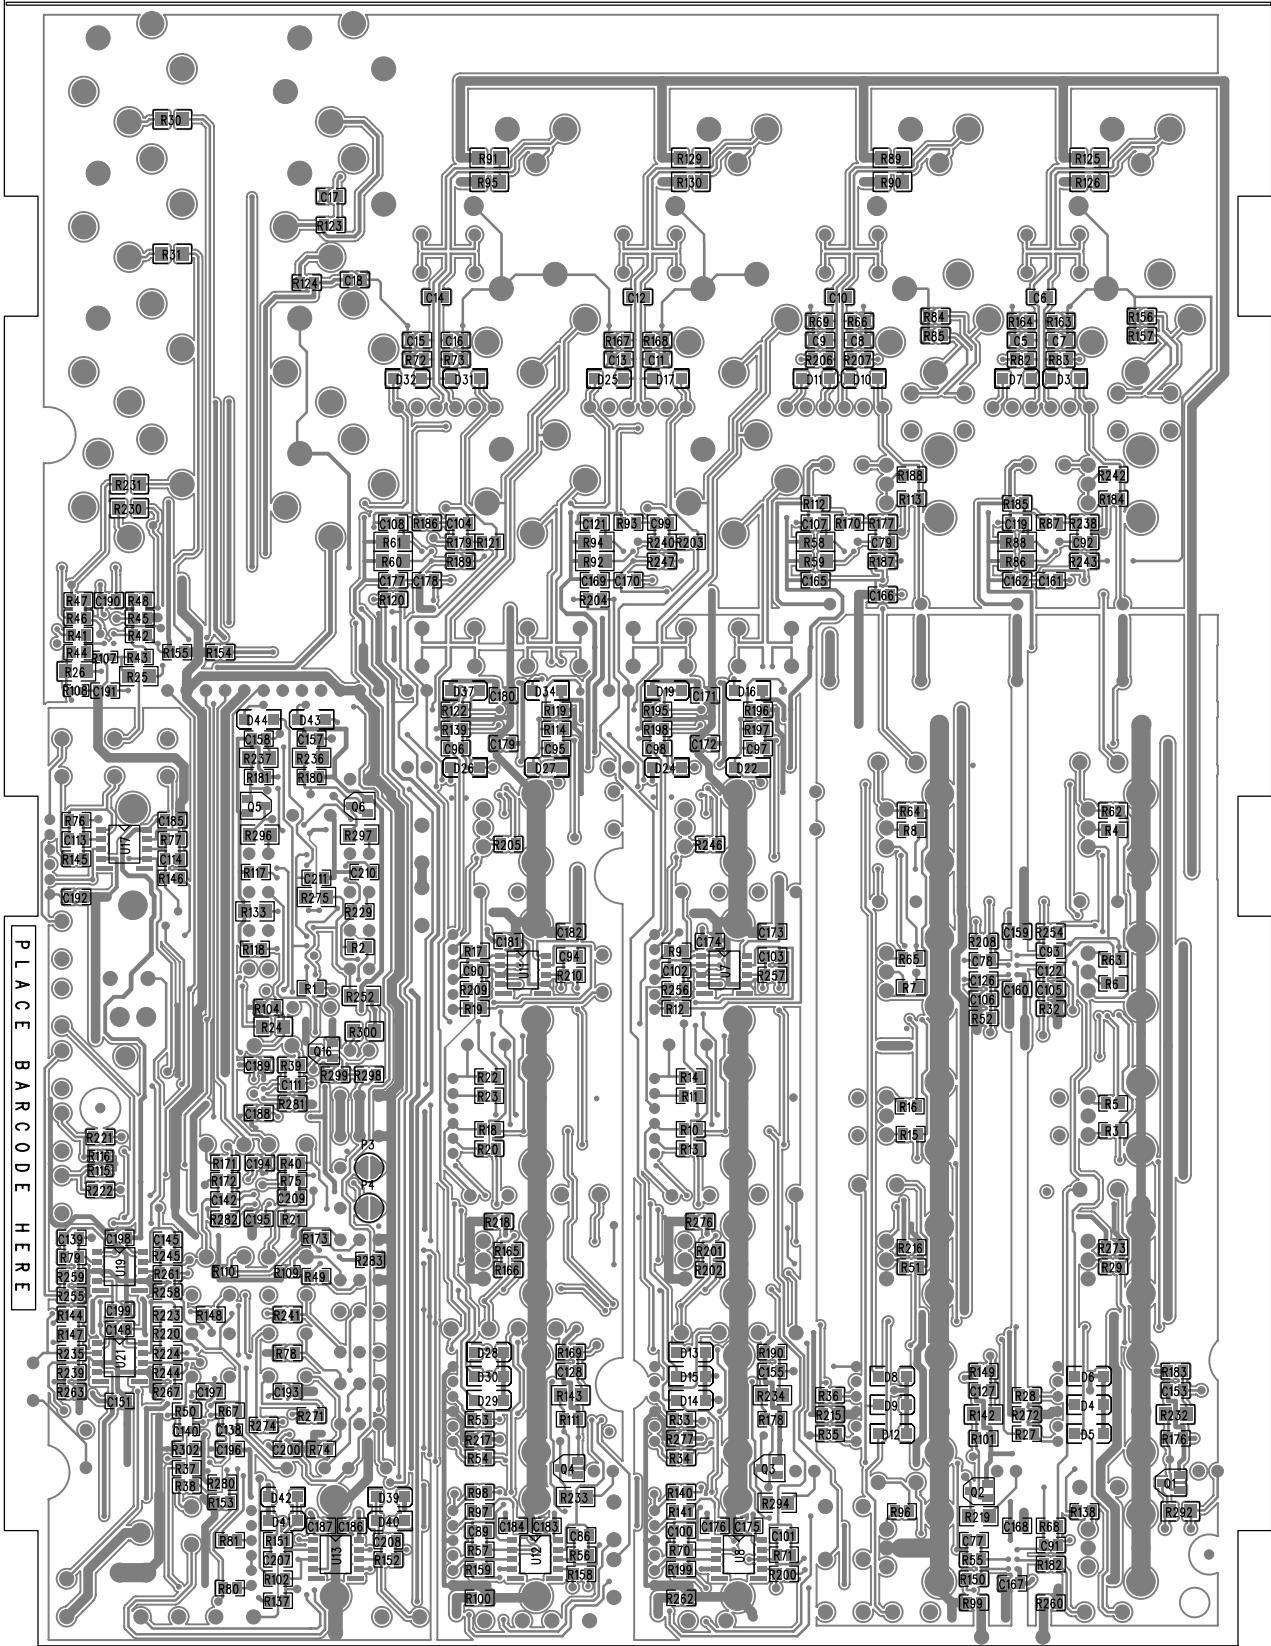 R30
R91 R129 R89 R125
R95 R130 R90 R126
C17
R123
R31
R124 C18
C14 C12 C10 C6
R69 R66 R84 R164 R163 R156
C15 C16 R167 R168 C9 C8 R85 C5 C7 R157
R72 R73 C13 C11 R206 R207 R82 R83
D32 D31 D25 D17 D11 D10 D7 D3
R231 R188 R242
R230 R112 R113 R185 R184
C108 R186 C104 C121 R93 C99 C107 R170 R177 C119 R87 R238
R61 R179 R121 R94 R240 R203 R58 C79 R88 C92
R60 R189 R92 R247 R59 R187 R86 R243
C177 C178 C169 C170 C165 C162 C161
R47 C190 R48 R120 R204 C166
R46 R45
R41 R42
R44 R107 R43 R155 R154
R26 R25
R108 C191 D37 C180 D34 D19 C171 D16
D44 D43 R122 R119 R195 R196
C158 C157 R139 C179 R114 R198 C172 R197
R237 R236 C96 C95 C98 C97
R181 R180 D26 D27 D24 D22
Q5 Q6
R76 C185 R64 R62
C113 U17 R77 R296 R297 R205 R246 R8 R4
R145 C114
R146 R117 C211 C210
C192 R275
R133 R229
R18 R2 C181 C182 C174 C173 R208 C159 R254
R17 C94 R9 C103 R65 C78 C93 R63
C90 U11 R210 C102 U7 R257 C126 C122
R1 R252 R209 R256 R7 C106 C160 C105 R6
R104 R19 R12 R52 R32
R24 R300
Q16
C189 R39 R299 R298 R22 R14
C111 R23 R11
C188 R281 R16 R5
R221 P3 R18 R10 R15 R3
R116 R20 R13
R115 R171 C194 R40
R222 R172 R75 P4
C142 C209
R282 C195 R21 R218 R276
C139 C198 C145 R173 R165 R201 R216 R273
R79 U19 R245 R283
R259 R261 R110 R109 R49 R166 R202 R51 R29
R255 R258
R144 C199 R223 R148 R241
R147 C148 R220
R235 U21 R224 R78 D28 R169 D13 R190
R239 R244 D30 C128 D15 C155 D8 R149 D6 R183
R263 C151 R267 C197 C193 D29 R143 D14 R234 R36 C127 R28 C153
R50 R67 R271 R53 R111 R33 R178 R215 D9 R142 R272 D4 R232
C140 C138 R274 R217 R277 R35 D12 R101 R27 D5 R176
R302 C196 C200 R74 R54 R34
R37 Q4 Q3
R38 R280 Q2 Q1
R153 D42 D39 R98 R233 R140 R294 R96 R219 R138 R292
D41 D40 R97 R141
R81 R151 C187 C186 C208 C89 C184 C183 C86 C100 C176 C175 C101 C77 C168 R68
C207 U13 R152 R57 U12 R56 R70 U8 R71 R55 C91
R102 R159 R158 R199 R200 R150 C167 R182
R80 R137 R100 R262 R99 R260
PLACE BARCODE HERE